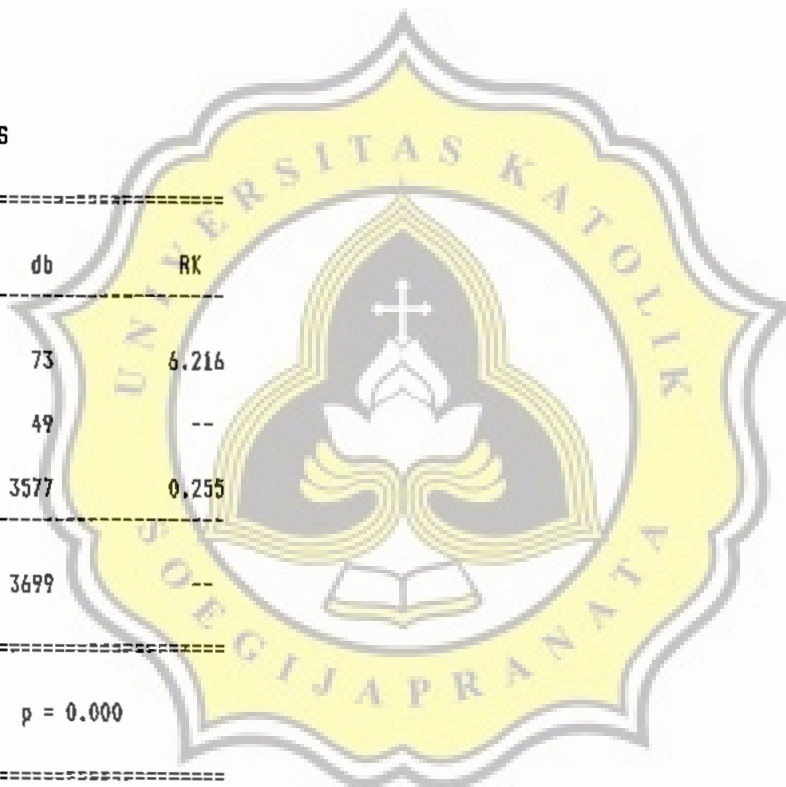 S
db RK
73 6.216
49 --
3577 0.255
3699 --
p = 0.000
UNIVERSITAS KATOLIK
SOEGIJAPRANATA